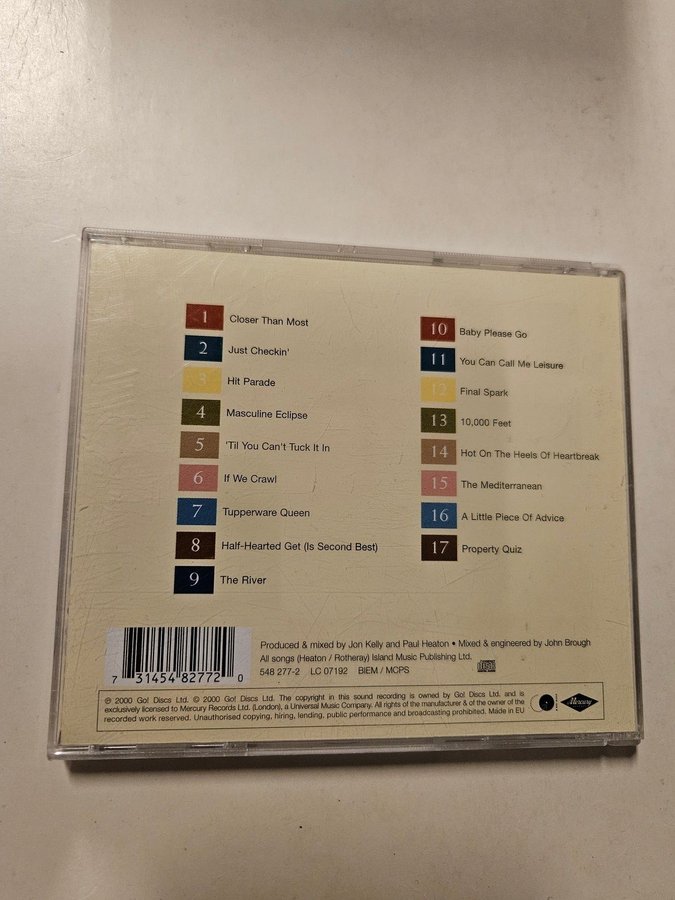 1 Closer Than Most
2 Just Checkin'
3 Hit Parade
4 Masculine Eclipse
5 'Til You Can't Tuck It In
6 If We Crawl
7 Tupperware Queen
8 Half-Hearted Get (Is Second Best)
9 The River
10 Baby Please Go
11 You Can Call Me Leisure
12 Final Spark
13 10,000 Feet
14 Hot On The Heels Of Heartbreak
15 The Mediterranean
16 A Little Piece Of Advice
17 Property Quiz
7 31454 82772 0
Produced & mixed by Jon Kelly and Paul Heaton • Mixed & engineered by John Brough
All songs (Heaton / Rotheray) Island Music Publishing Ltd.
548 277-2 LC 07192 BIEM / MCPS
℗ 2000 Go! Discs Ltd. © 2000 Go! Discs Ltd. The copyright in this sound recording is owned by Go! Discs Ltd. and is
exclusively licensed to Mercury Records Ltd. (London), a Universal Music Company. All rights of the manufacturer & of the owner of the
recorded work reserved. Unauthorised copying, hiring, lending, public performance and broadcasting prohibited. Made in EU
Mercury